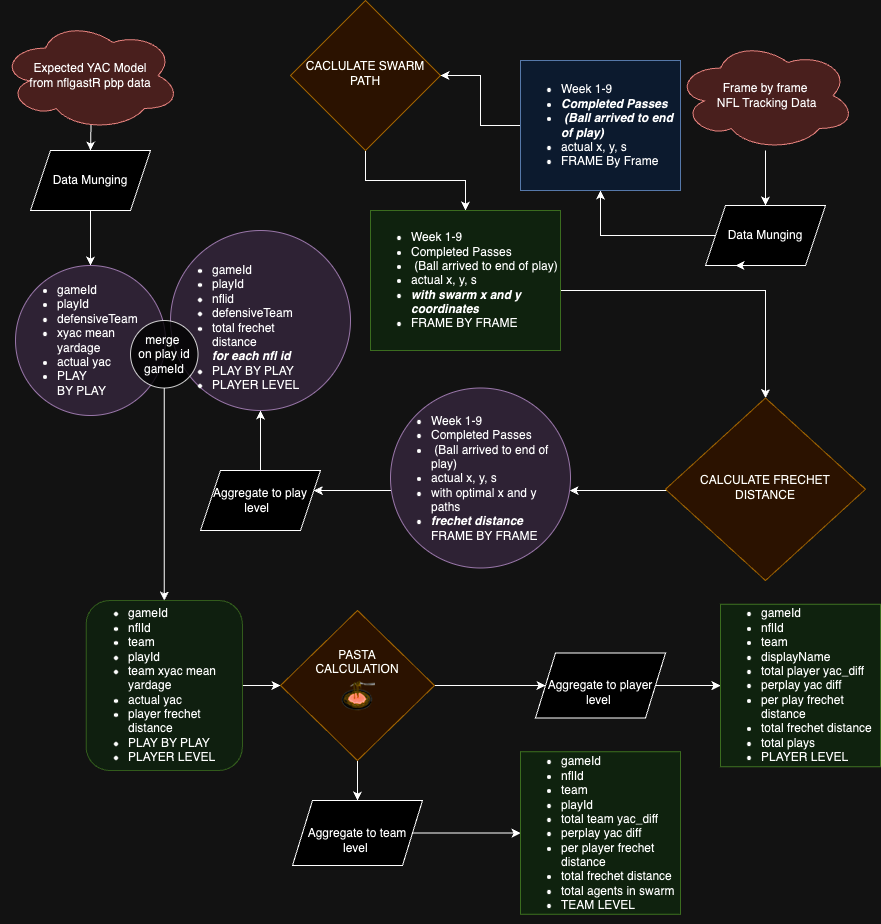 Expected YAC Model
from nflgastR pbp data
Data Munging
CACLULATE SWARM
PATH
Week 1-9
Completed Passes
(Ball arrived to end
of play)
actual x, y, s
FRAME By Frame
Frame by frame
NFL Tracking Data
Data Munging
Week 1-9
Completed Passes
(Ball arrived to end of play)
actual x, y, s
with swarm x and y
coordinates
FRAME BY FRAME
gameId
playId
defensiveTeam
xyac mean
yardage
actual yac
PLAY
BY PLAY
merge
on play id
gameId
gameId
playId
nflid
defensiveTeam
total frechet
distance
for each nfl id
PLAY BY PLAY
PLAYER LEVEL
Aggregate to play
level
Week 1-9
Completed Passes
(Ball arrived to end of
play)
actual x, y, s
with optimal x and y
paths
frechet distance
FRAME BY FRAME
CALCULATE FRECHET
DISTANCE
gameId
nflId
team
playId
team xyac mean
yardage
actual yac
player frechet
distance
PLAY BY PLAY
PLAYER LEVEL
PASTA
CALCULATION
Aggregate to player
level
gameId
nflId
team
displayName
total player yac_diff
perplay yac diff
per play frechet
distance
total frechet distance
total plays
PLAYER LEVEL
Aggregate to team
level
gameId
nflId
team
playId
total team yac_diff
perplay yac diff
per player frechet
distance
total frechet distance
total agents in swarm
TEAM LEVEL